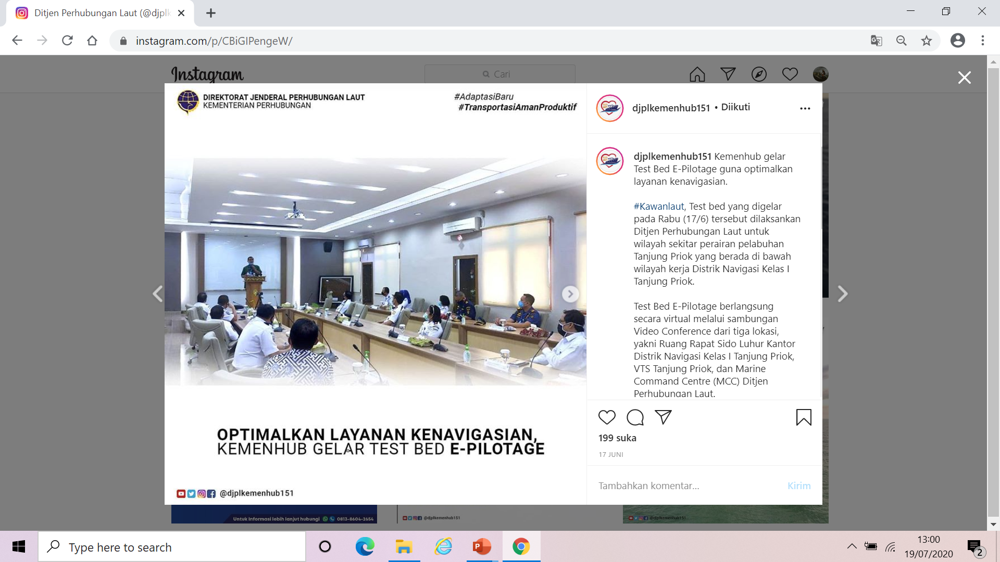 Ditjen Perhubungan Laut (@djplk
instagram.com/p/CBiGIPengeW/
Instagram
Cari
DIREKTORAT JENDERAL PERHUBUNGAN LAUT
KEMENTERIAN PERHUBUNGAN
#AdaptasiBaru
#TransportasiAmanProduktif
OPTIMALKAN LAYANAN KENAVIGASIAN,
KEMENHUB GELAR TEST BED E-PILOTAGE
@djplkemenhub151
djplkemenhub151 • Diikuti
djplkemenhub151 Kemenhub gelar
Test Bed E-Pilotage guna optimalkan
layanan kenavigasian.
#Kawanlaut, Test bed yang digelar
pada Rabu (17/6) tersebut dilaksankan
Ditjen Perhubungan Laut untuk
wilayah sekitar perairan pelabuhan
Tanjung Priok yang berada di bawah
wilayah kerja Distrik Navigasi Kelas I
Tanjung Priok.
Test Bed E-Pilotage berlangsung
secara virtual melalui sambungan
Video Conference dari tiga lokasi,
yakni Ruang Rapat Sido Luhur Kantor
Distrik Navigasi Kelas I Tanjung Priok,
VTS Tanjung Priok, dan Marine
Command Centre (MCC) Ditjen
Perhubungan Laut.
199 suka
17 JUNI
Tambahkan komentar...
Kirim
Untuk Informasi lebih lanjut hubungi 0813-8604-2654
@djplkemenhub151
@djplkemenhub151
Type here to search
13:00
19/07/2020
2